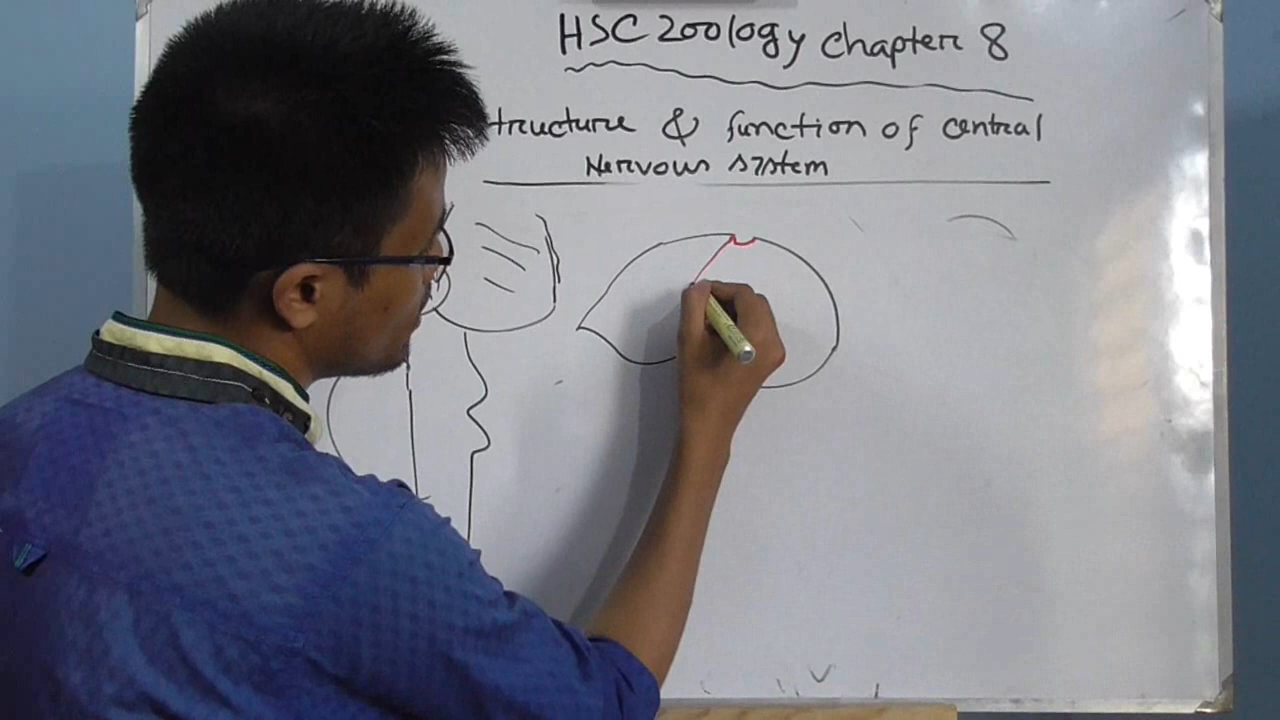 HSC Zoology chapter 8
tructure & function of central
Nervous system